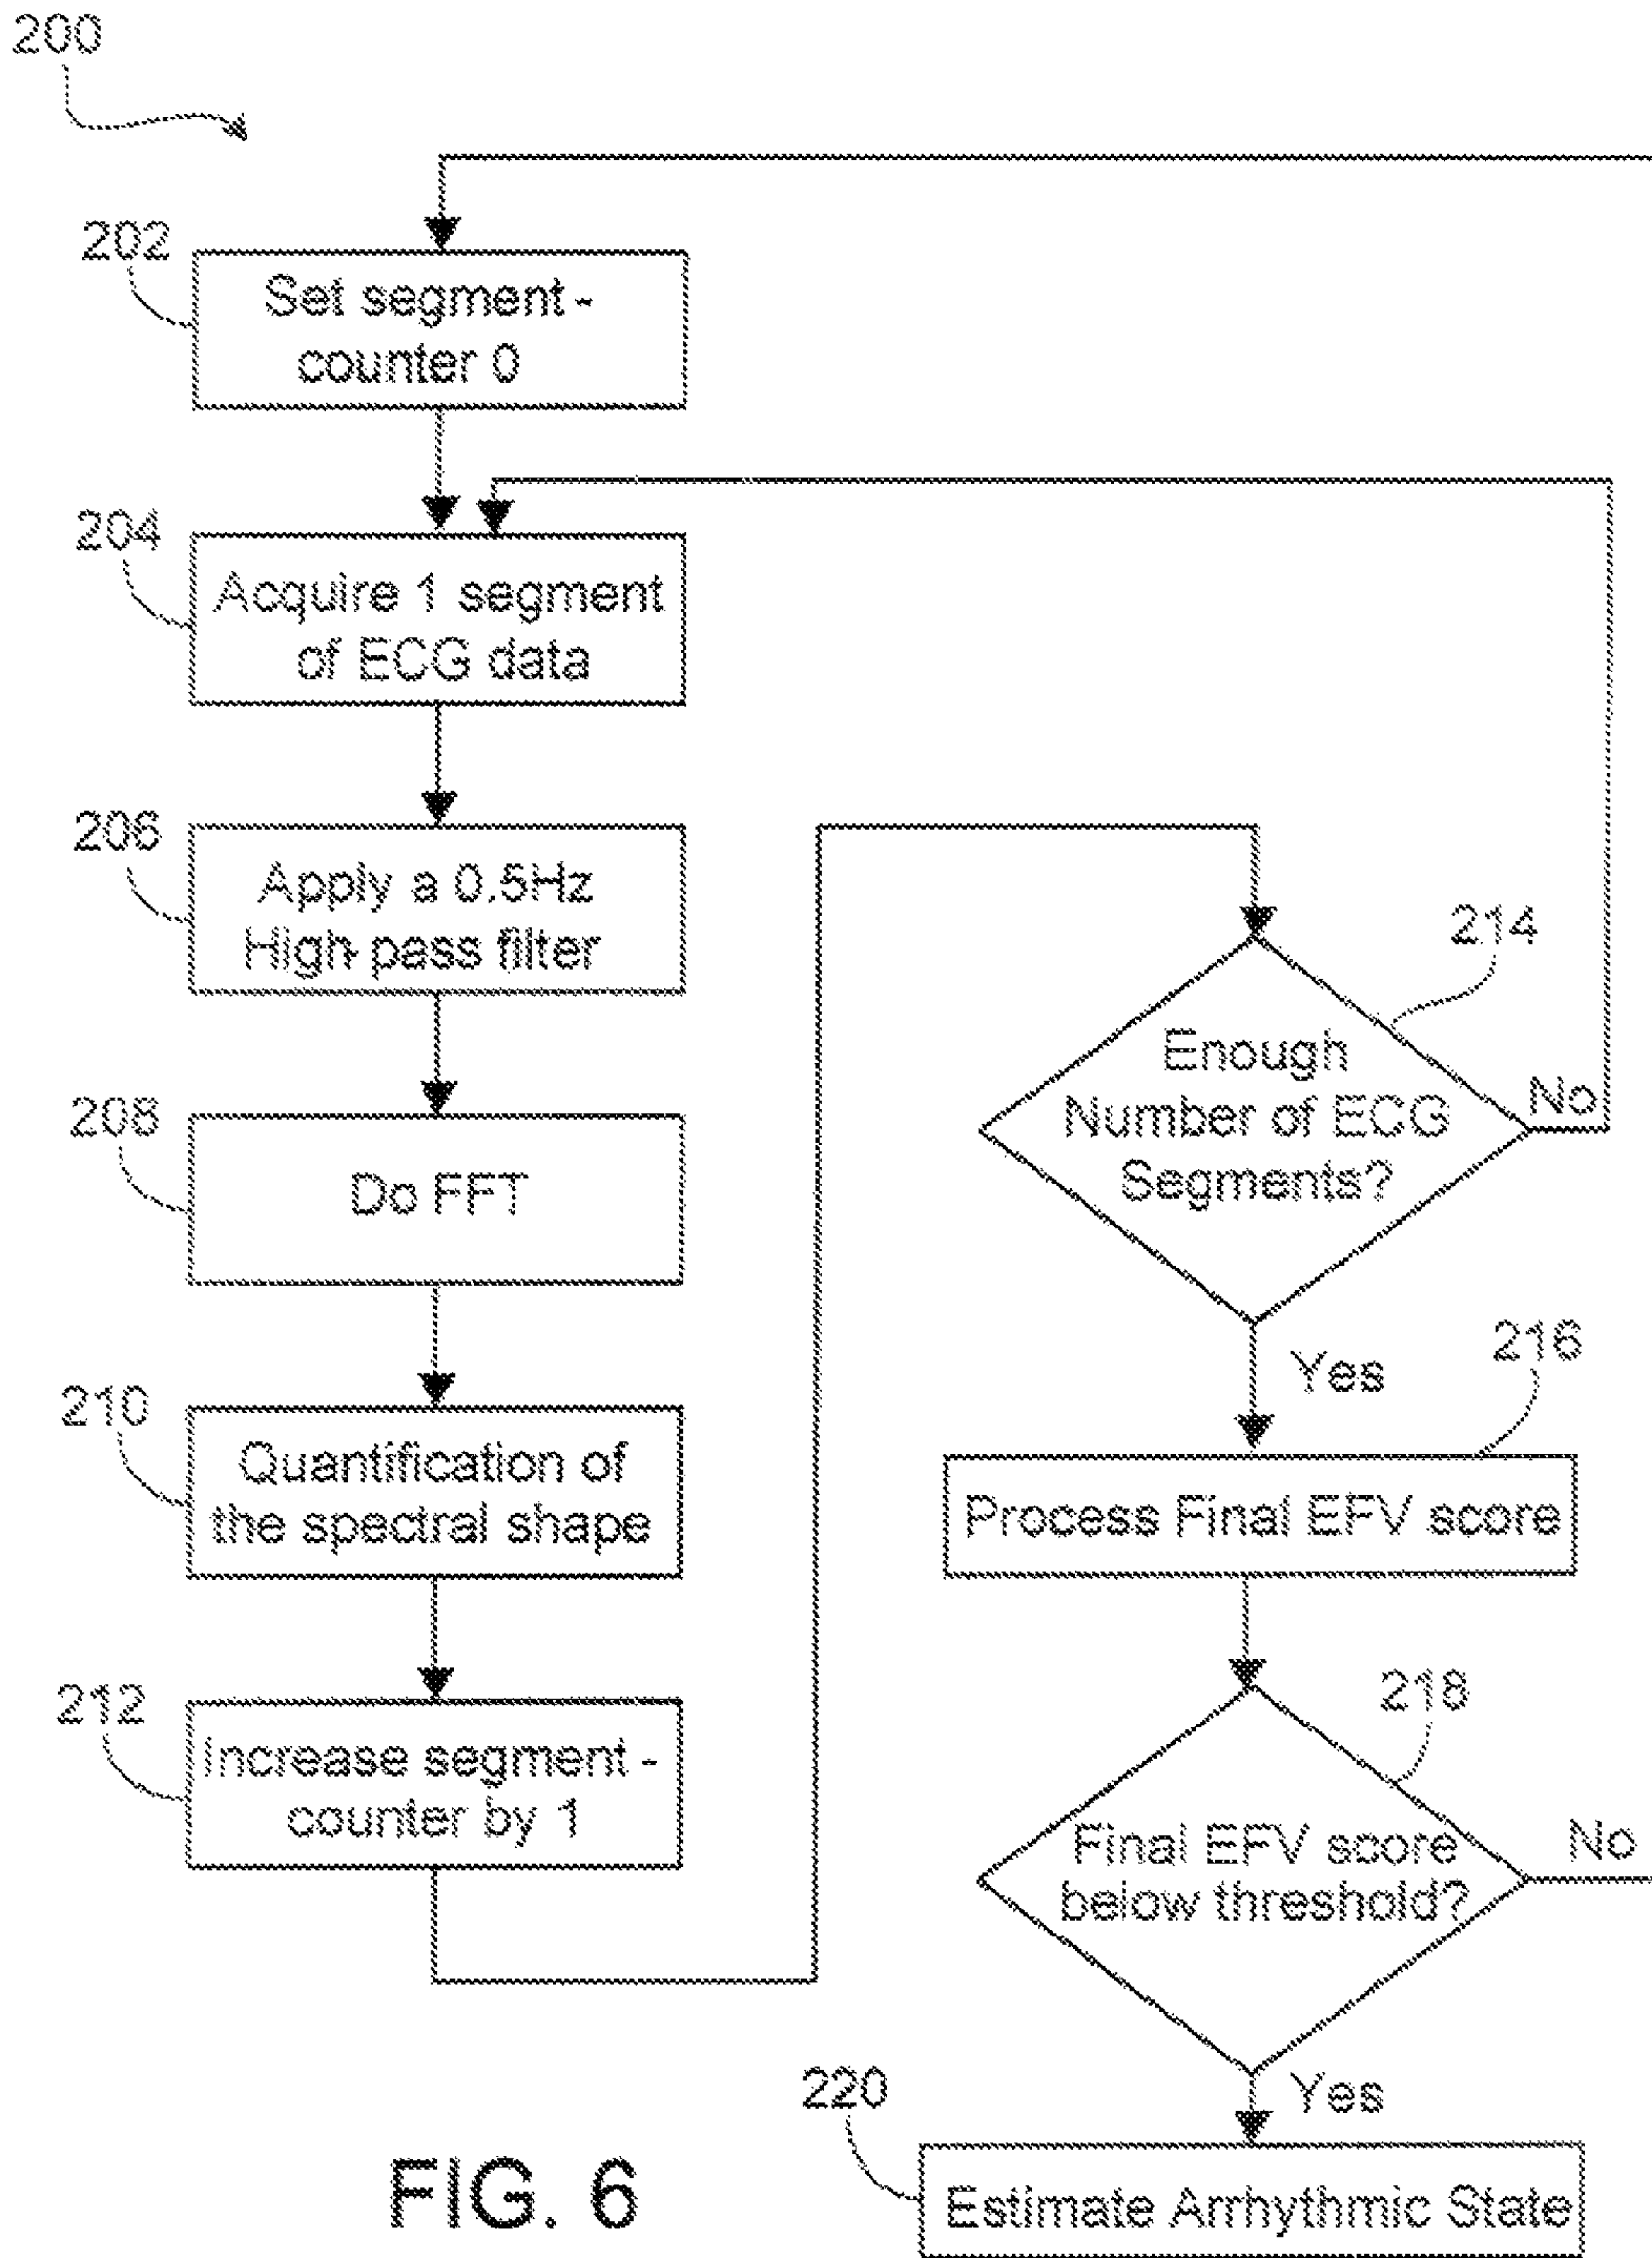 200
202
Set segment -
counter 0
204
Acquire 1 segment
of ECG data
206
Apply a 0.5Hz
High-pass filter
208
Do FFT
210
Quantification of
the spectral shape
212
Increase segment -
counter by 1
214
Enough
Number of ECG
Segments?
No
Yes
216
Process Final EFV score
218
Final EFV score
below threshold?
No
Yes
220
Estimate Arrhythmic State
FIG. 6